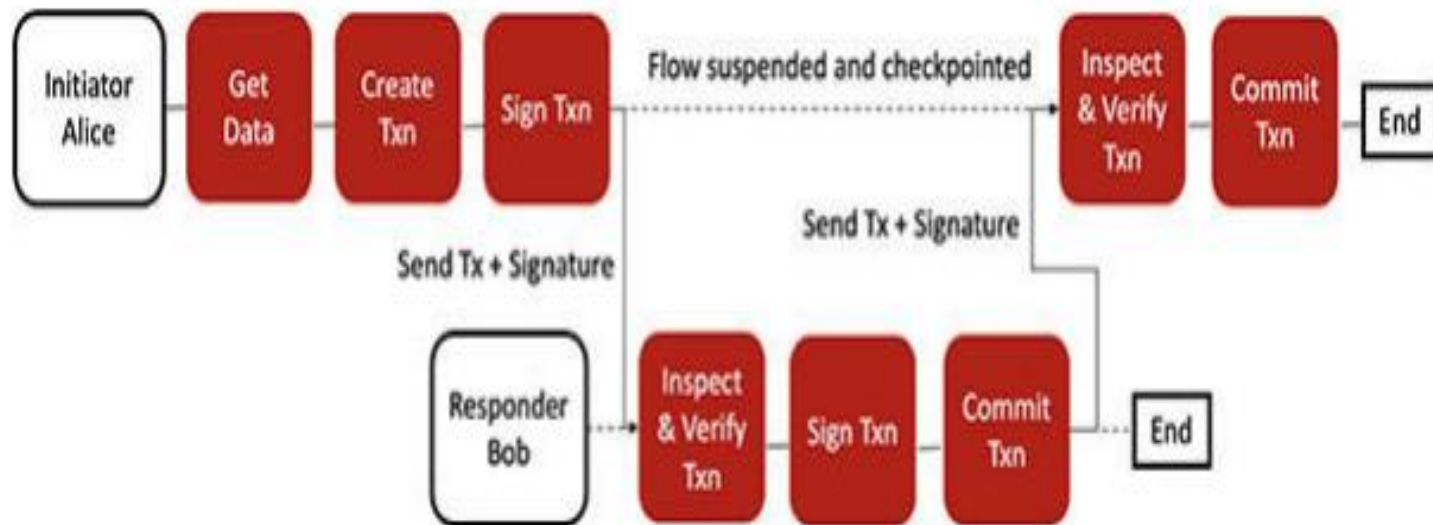 Initiator
Alice
Get
Data
Create
Txn
Sign Txn
Flow suspended and checkpointed
Inspect
& Verify
Txn
Commit
Txn
End
Send Tx + Signature
Send Tx + Signature
Responder
Bob
Inspect
& Verify
Txn
Sign Txn
Commit
Txn
End